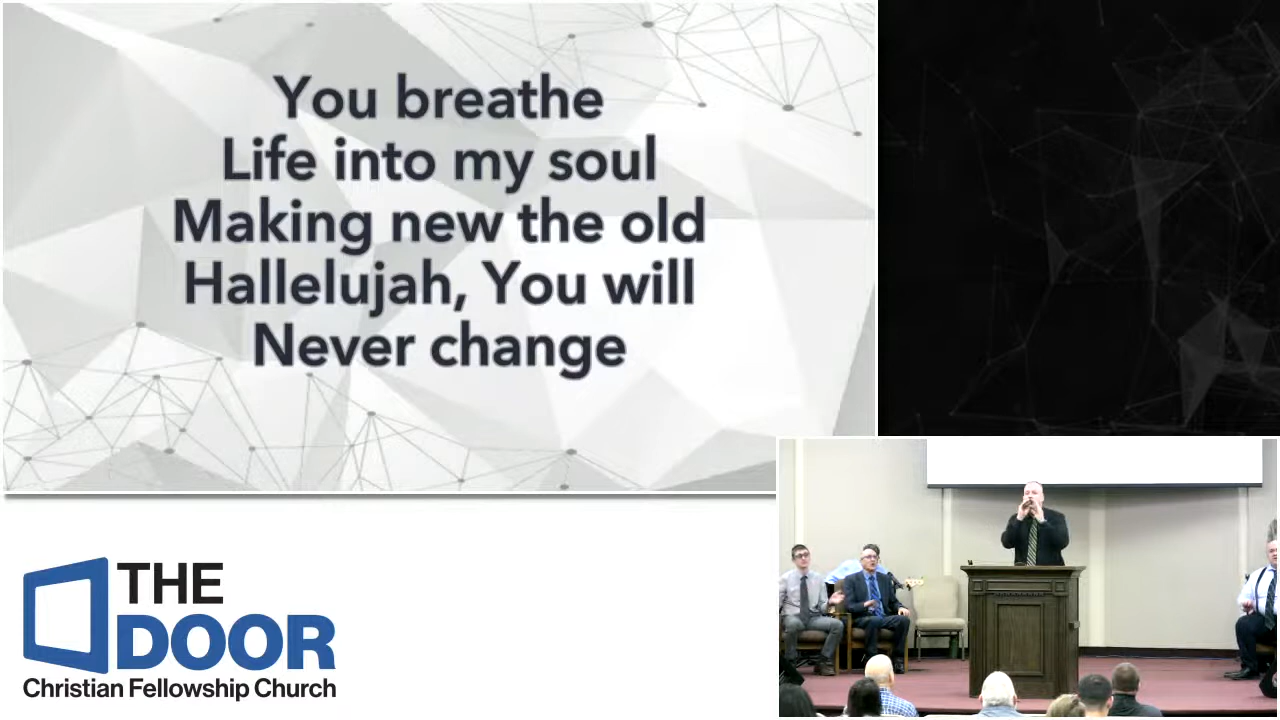 You breathe
Life into my soul
Making new the old
Hallelujah, You will
Never change
THE
DOOR
Christian Fellowship Church